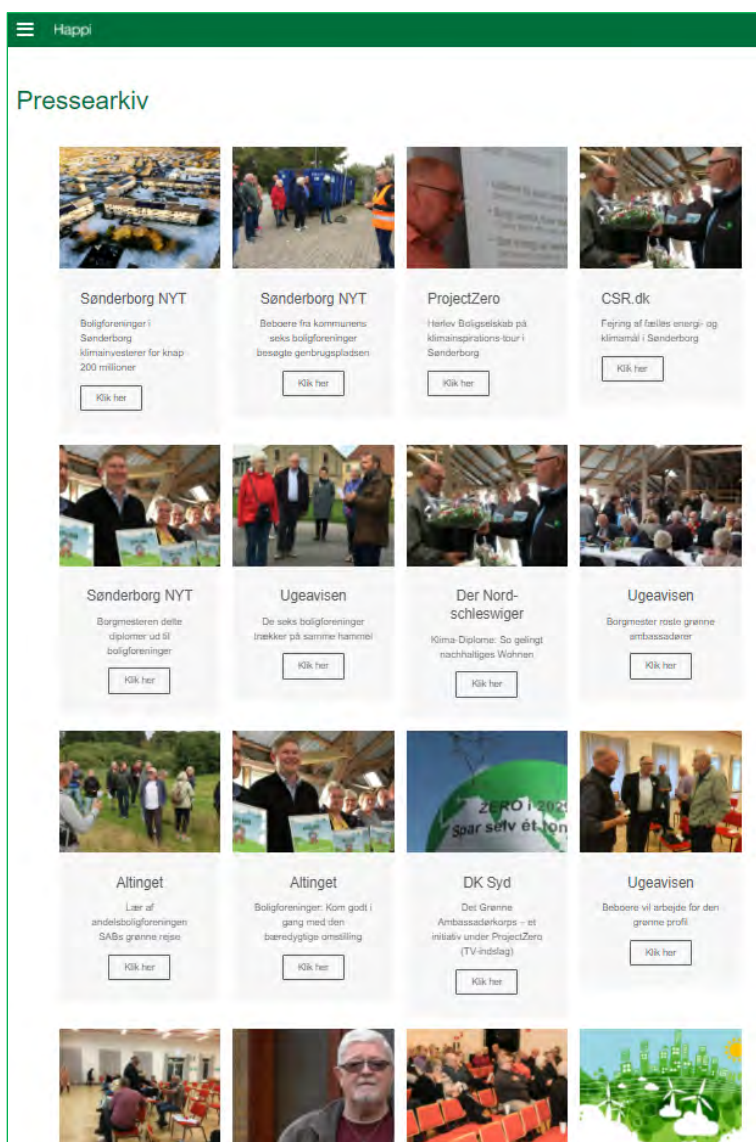 Happi
Pressearkiv
Sønderborg NYT
Boligforeninger i
Sønderborg
klimainvesterer for knap
200 millioner
Klik her
Sønderborg NYT
Beboere fra kommunens
seks boligforeninger
besøgte genbrugspladsen
Klik her
ProjectZero
Herlev Boligselskab på
klimainspirations-tour i
Sønderborg
Klik her
CSR.dk
Fejring af fælles energi- og
klimamål i Sønderborg
Klik her
Sønderborg NYT
Borgmesteren delte
diplomer ud til
boligforeninger
Klik her
Ugeavisen
De seks boligforeninger
trækker på samme hammel
Klik her
Der Nord-
schleswiger
Klima-Diplome: So gelingt
nachhaltiges Wohnen
Klik her
Ugeavisen
Borgmester roste grønne
ambassadører
Klik her
Altinget
Lær af
andelsboligforeningen
SABs grønne rejse
Klik her
Altinget
Boligforeninger: Kom godt i
gang med den
bæredygtige omstilling
Klik her
ZERO i 2029
Spar selv ét ton
DK Syd
Det Grønne
Ambassadørkorps – et
initiativ under ProjectZero
(TV-indslag)
Klik her
Ugeavisen
Beboere vil arbejde for den
grønne profil
Klik her